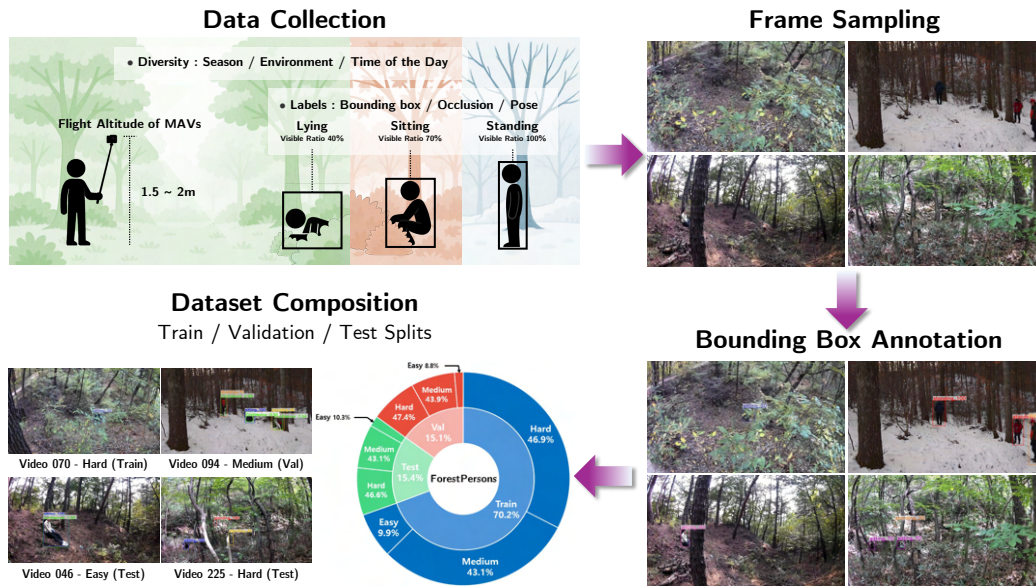 Data Collection
• Diversity : Season / Environment / Time of the Day
• Labels : Bounding box / Occlusion / Pose
Flight Altitude of MAVs
1.5 ~ 2m
Lying
Visible Ratio 40%
Sitting
Visible Ratio 70%
Standing
Visible Ratio 100%
Frame Sampling
Bounding Box Annotation
Dataset Composition
Train / Validation / Test Splits
Video 070 - Hard (Train)
Video 094 - Medium (Val)
Video 046 - Easy (Test)
Video 225 - Hard (Test)
Easy 8.8%
Medium
43.9%
Hard
47.4%
Val
15.1%
Easy 10.3%
Medium
43.1%
Hard
46.6%
Test
15.4%
ForestPersons
Train
70.2%
Hard
46.9%
Easy
9.9%
Medium
43.1%